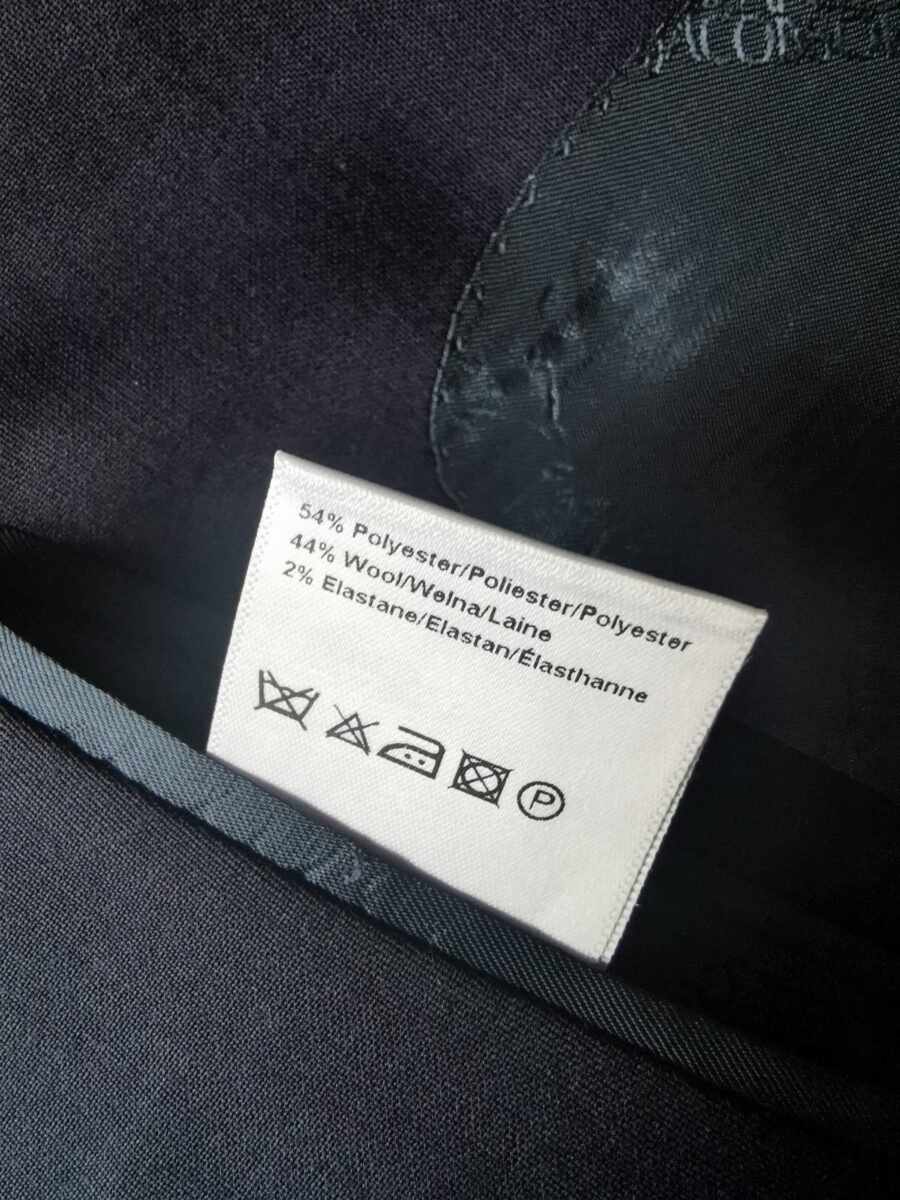 54% Polyester/Poliester/Polyester
44% Wool/Wełna/Laine
2% Elastane/Elastan/Élasthanne
P